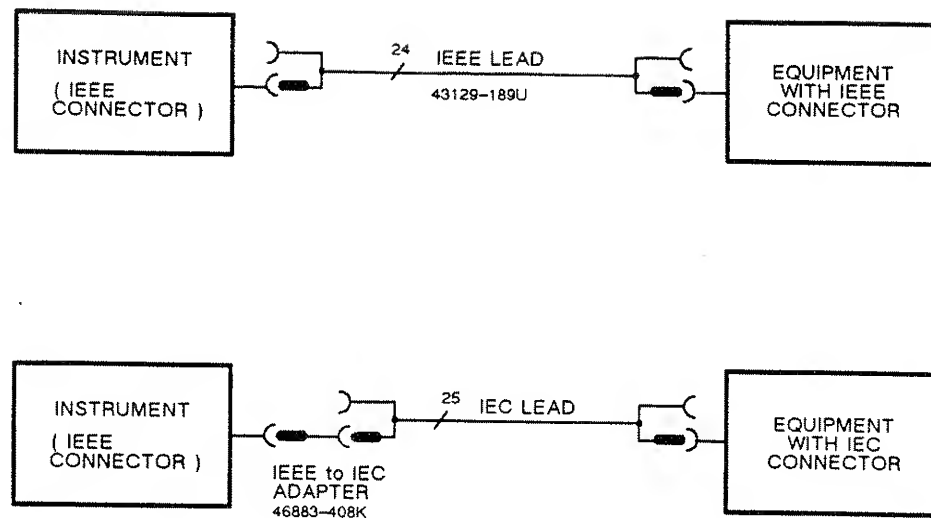 INSTRUMENT
( IEEE
CONNECTOR )
24
IEEE LEAD
43129-189U
EQUIPMENT
WITH IEEE
CONNECTOR
INSTRUMENT
( IEEE
CONNECTOR )
IEEE to IEC
ADAPTER
46883-408K
25
IEC LEAD
EQUIPMENT
WITH IEC
CONNECTOR